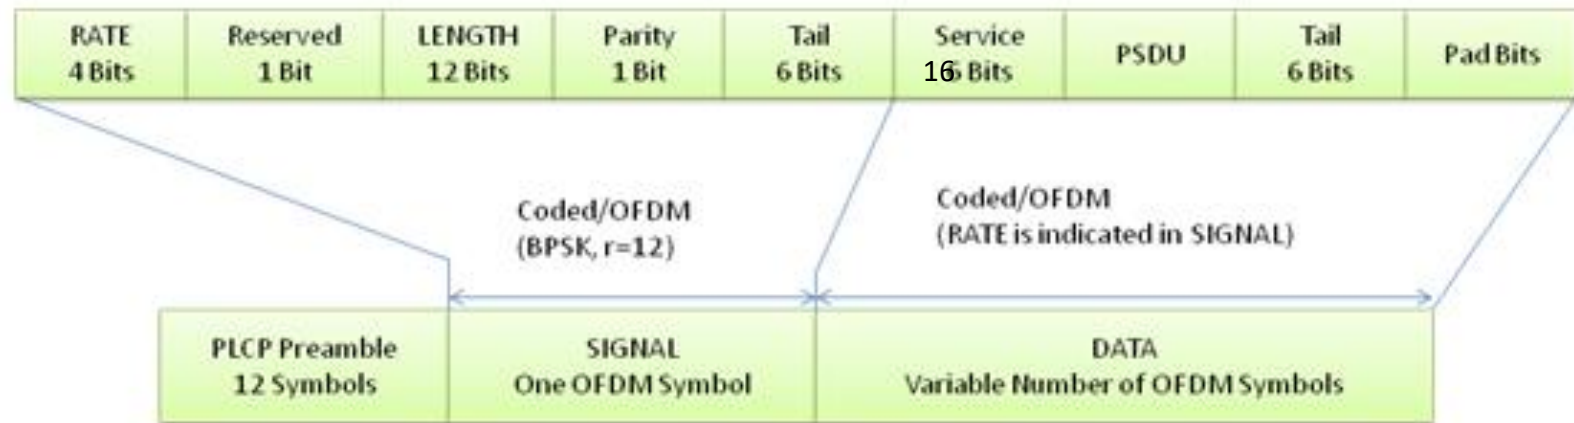 RATE
4 Bits
Reserved
1 Bit
LENGTH
12 Bits
Parity
1 Bit
Tail
6 Bits
Service
16 Bits
PSDU
Tail
6 Bits
Pad Bits
Coded/OFDM
(BPSK, r=12)
Coded/OFDM
(RATE is indicated in SIGNAL)
PLCP Preamble
12 Symbols
SIGNAL
One OFDM Symbol
DATA
Variable Number of OFDM Symbols